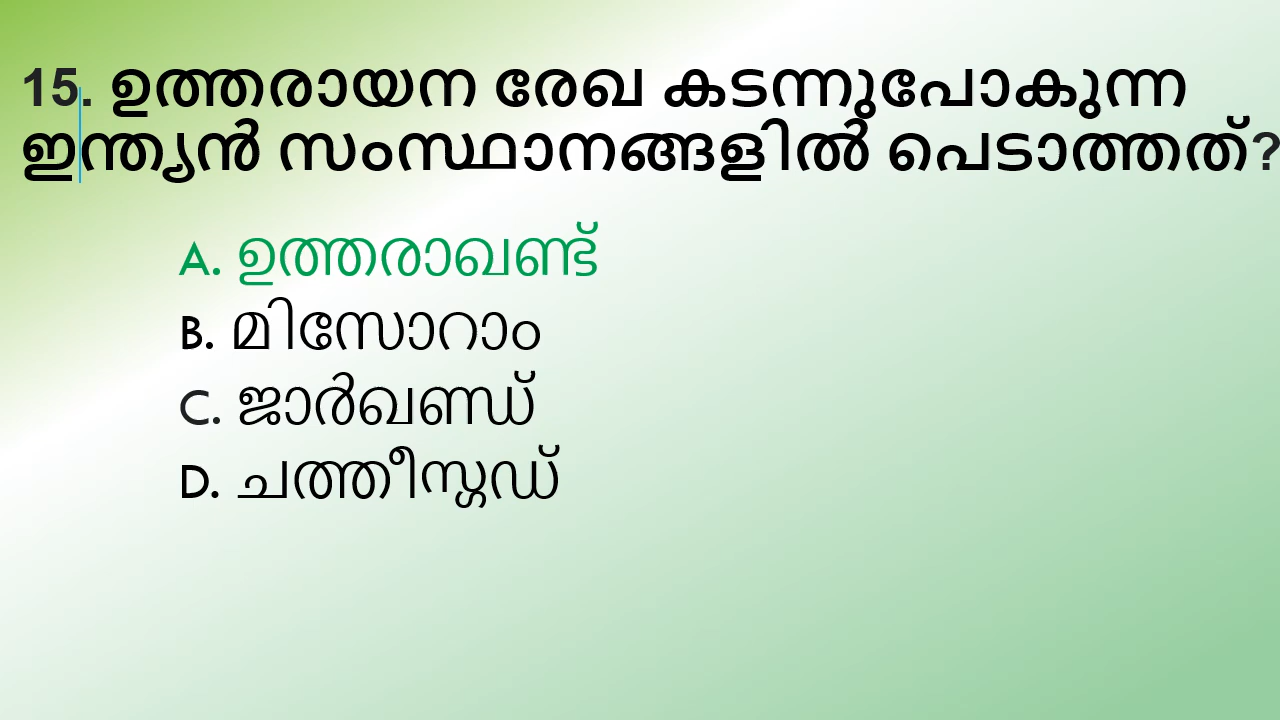 15. ഉത്തരായന രേഖ കടന്നുപോകുന്ന
ഇന്ത്യൻ സംസ്ഥാനങ്ങളിൽ പെടാത്തത്?
A. ഉത്തരാഖണ്ട്
B. മിസോറാം
C. ജാർഖണ്ഡ്
D. ചത്തീസ്ഗഡ്